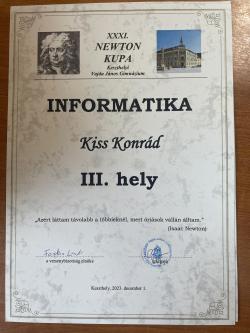 XXXI.
NEWTON
KUPA
Keszthelyi
Vajda János Gimnázium
INFORMATIKA
Kiss Konrád
III. hely
„Azért láttam távolabb a többieknél, mert óriások vállán álltam.”
(Isaac Newton)
a versenybizottság elnöke
igazgató
Keszthely, 2023. december 1.